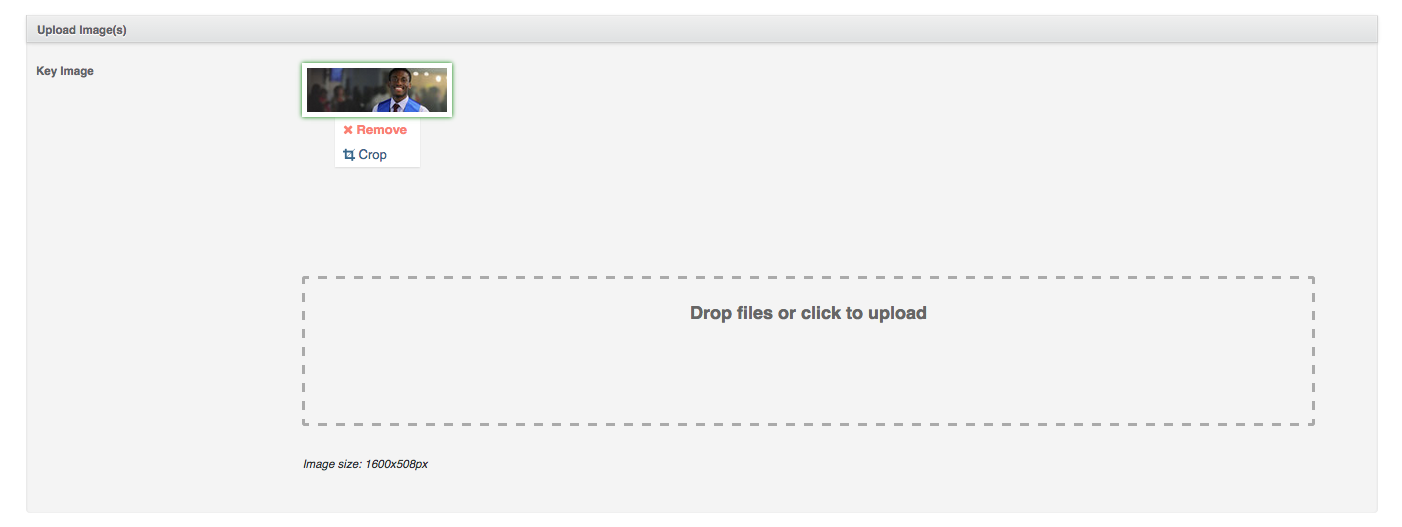 Upload Image(s)
Key Image
Remove
Crop
Drop files or click to upload
Image size: 1600x508px